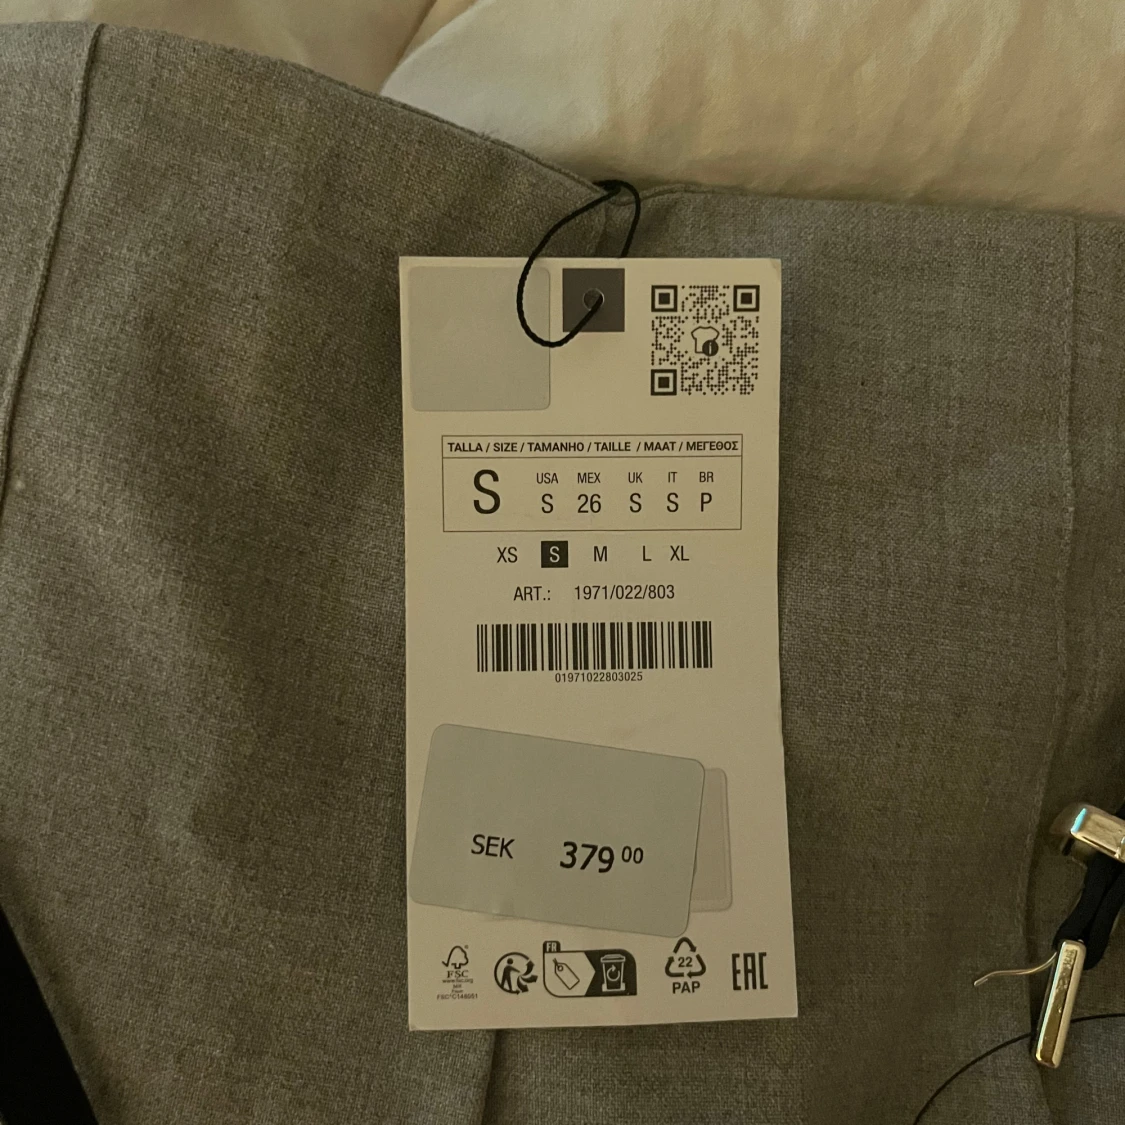 TALLA / SIZE / TAMANHO / TAILLE / MAAT / ΜΕΓΕΘΟΣ
S
USA MEX UK IT BR
S 26 S S P
XS S M L XL
ART.: 1971/022/803
01971022803025
SEK 379 00
FR
FSC
22
PAP
EAC